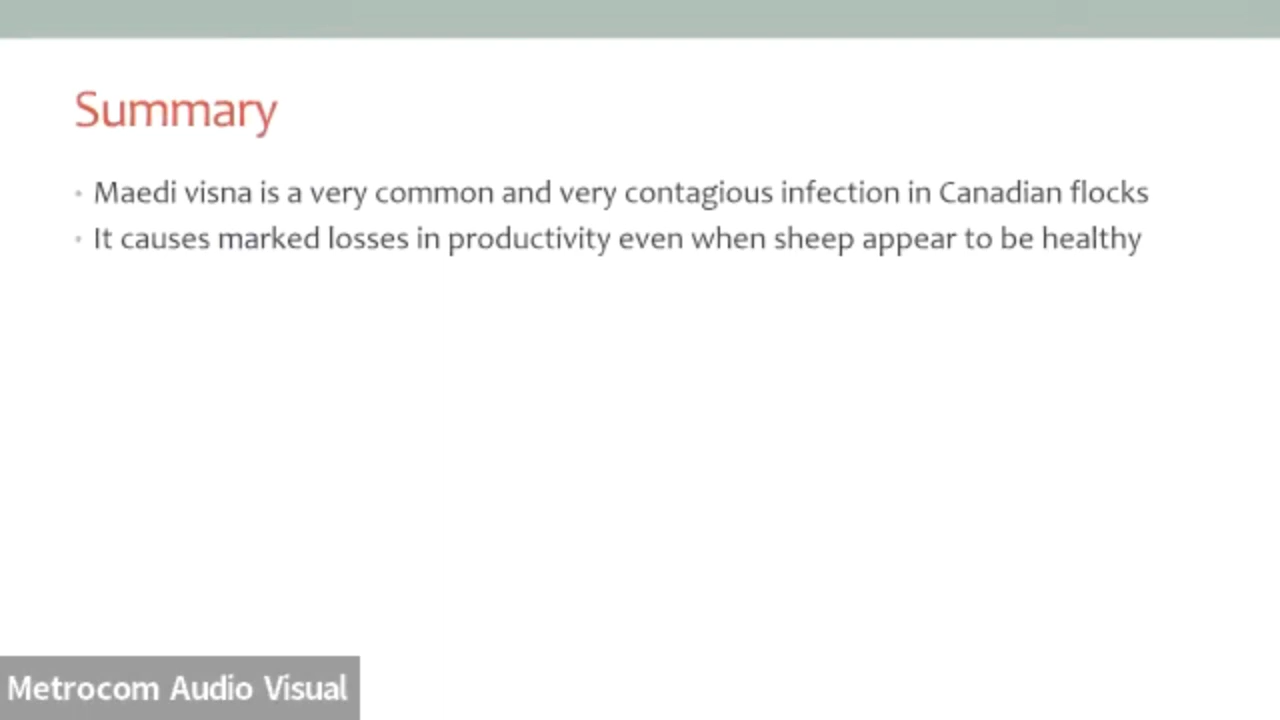 Summary
• Maedi visna is a very common and very contagious infection in Canadian flocks
• It causes marked losses in productivity even when sheep appear to be healthy
Metrocom Audio Visual